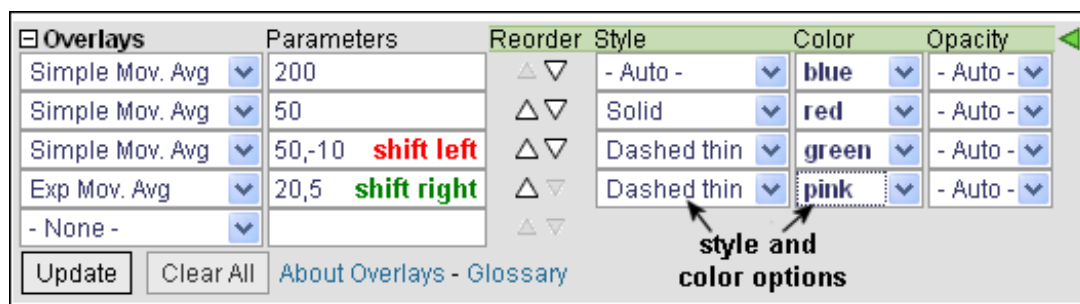 Overlays Parameters Reorder Style Color Opacity
Simple Mov. Avg 200 - Auto - blue - Auto -
Simple Mov. Avg 50 Solid red - Auto -
Simple Mov. Avg 50,-10 shift left Dashed thin green - Auto -
Exp Mov. Avg 20,5 shift right Dashed thin pink - Auto -
- None -
style and
color options
Update Clear All About Overlays - Glossary